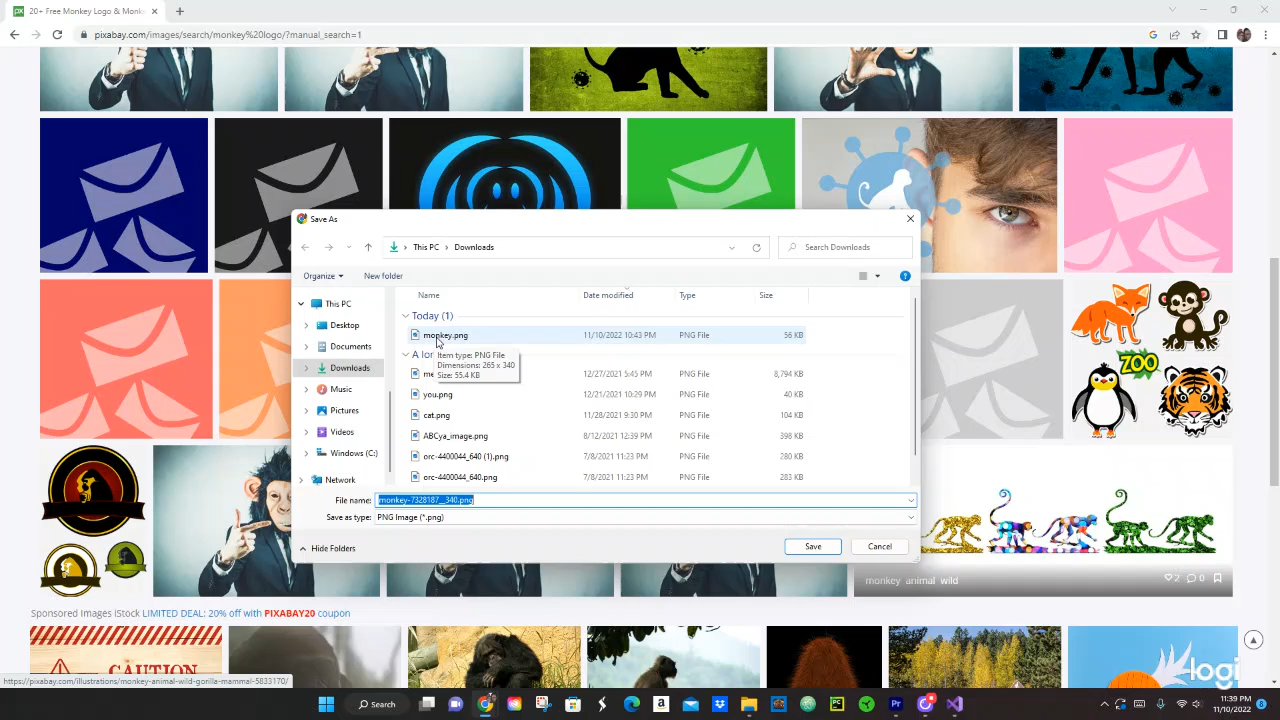 20+ Free Monkey Logo & Monk
pixabay.com/images/search/monkey%20logo/?manual_search=1
Save As
This PC
Downloads
Search Downloads
Organize
New folder
Name
Date modified
Type
Size
This PC
Desktop
Documents
Downloads
Music
Pictures
Videos
Windows (C:)
Network
Today (1)
monkey.png 11/10/2022 10:43 PM PNG File 56 KB
Item type: PNG File
Dimensions: 265 x 340
Size: 55.4 KB
A lo
me 12/27/2021 5:45 PM PNG File 8,794 KB
you.png 12/21/2021 10:29 PM PNG File 40 KB
cat.png 11/28/2021 9:30 PM PNG File 104 KB
ABCya_image.png 8/12/2021 12:39 PM PNG File 398 KB
orc-4400044_640 (1).png 7/8/2021 11:23 PM PNG File 280 KB
orc-4400044_640.png 7/8/2021 11:23 PM PNG File 283 KB
File name: monkey-7328187__340.png
Save as type: PNG Image (*.png)
Hide Folders
Save
Cancel
ZOO
monkey animal wild
2
0
Sponsored Images iStock LIMITED DEAL: 20% off with PIXABAY20 coupon
CAUTION
logi
https://pixabay.com/illustrations/monkey-animal-wild-gorilla-mammal-5833170/
Search
11:39 PM
11/10/2022